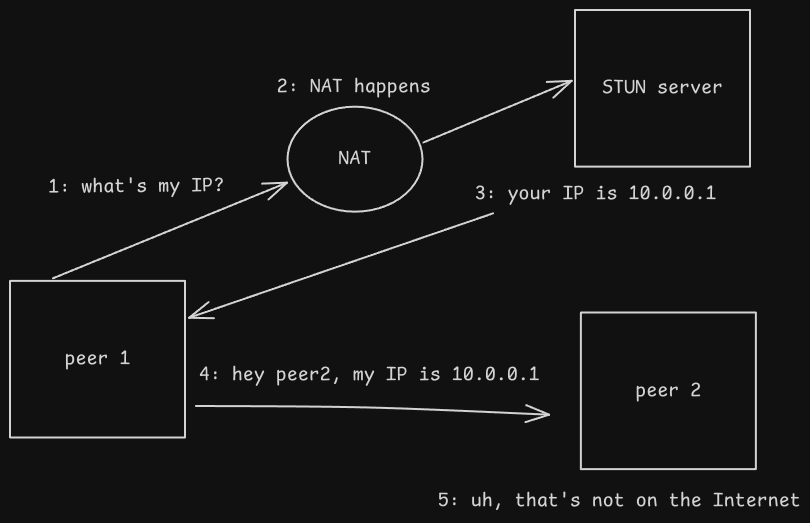 2: NAT happens
STUN server
NAT
1: what's my IP?
3: your IP is 10.0.0.1
peer 1
4: hey peer2, my IP is 10.0.0.1
peer 2
5: uh, that's not on the Internet